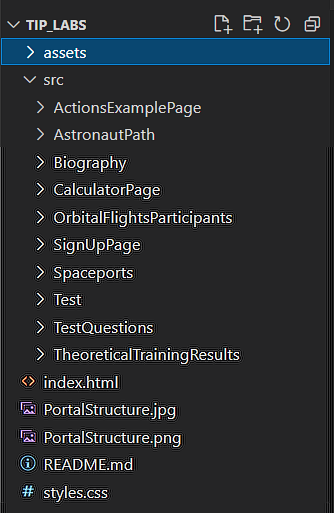 TIP_LABS
assets
src
ActionsExamplePage
AstronautPath
Biography
CalculatorPage
OrbitalFlightsParticipants
SignUpPage
Spaceports
Test
TestQuestions
TheoreticalTrainingResults
index.html
PortalStructure.jpg
PortalStructure.png
README.md
styles.css